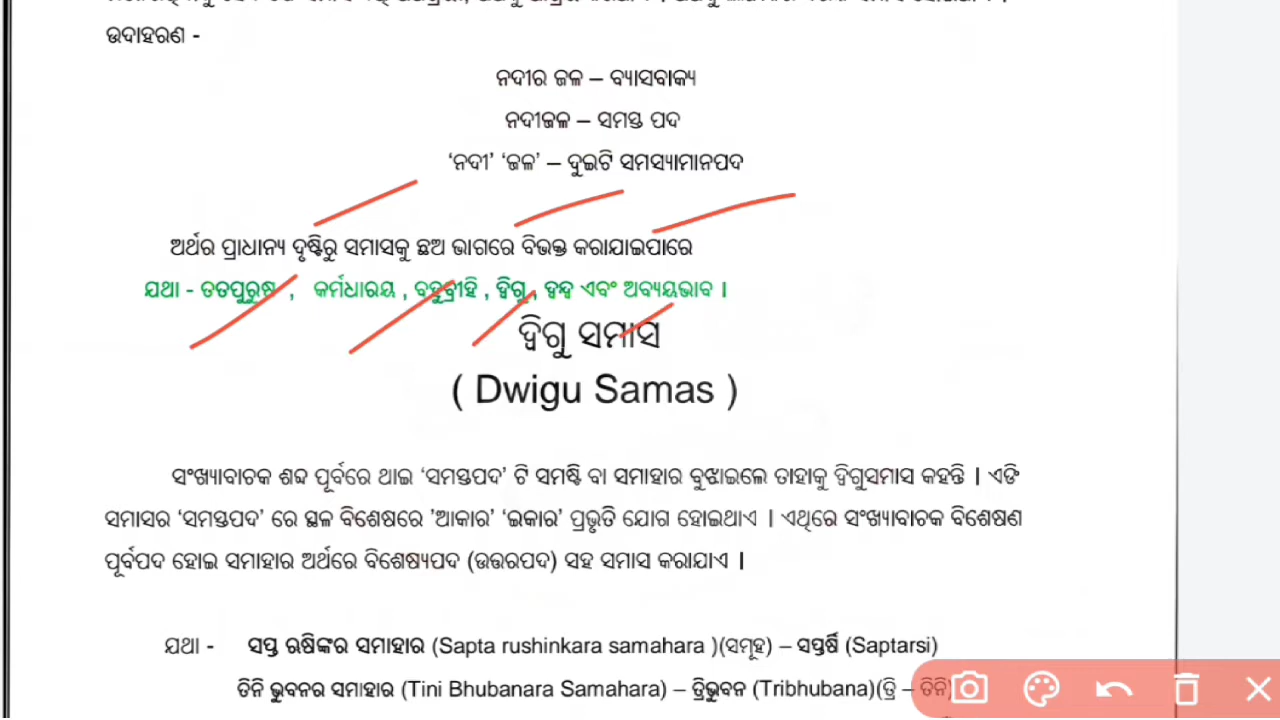 ଉଦାହରଣ -
ନଦୀର ଜଳ – ବ୍ୟାସବାକ୍ୟ
ନଦୀଜଳ – ସମସ୍ତ ପଦ
‘ନଦୀ’ ‘ଜଳ’ – ଦୁଇଟି ସମସ୍ୟାମାନପଦ
ଅର୍ଥର ପ୍ରାଧାନ୍ୟ ଦୃଷ୍ଟିରୁ ସମାସକୁ ଛଅ ଭାଗରେ ବିଭକ୍ତ କରାଯାଇପାରେ
ଯଥା - ତତପୁରୁଷ , କର୍ମଧାରୟ , ବହୁବ୍ରୀହି , ଦ୍ଵିଗୁ , ଦ୍ଵନ୍ଦ୍ଵ ଏବଂ ଅବ୍ୟୟଭାବ ।
ଦ୍ଵିଗୁ ସମାସ
( Dwigu Samas )
ସଂଖ୍ୟାବାଚକ ଶବ୍ଦ ପୂର୍ବରେ ଥାଇ ‘ସମସ୍ତପଦ’ ଟି ସମଷ୍ଟି ବା ସମାହାର ବୁଝାଇଲେ ତାହାକୁ ଦ୍ଵିଗୁସମାସ କହନ୍ତି । ଏଙି
ସମାସର ‘ସମସ୍ତପଦ’ ରେ ସ୍ଥଳ ବିଶେଷରେ ’ଆକାର’ ‘ଇକାର’ ପ୍ରଭୃତି ଯୋଗ ହୋଇଥାଏ । ଏଥିରେ ସଂଖ୍ୟାବାଚକ ବିଶେଷଣ
ପୂର୍ବପଦ ହୋଇ ସମାହାର ଅର୍ଥରେ ବିଶେଷ୍ୟପଦ (ଉତ୍ତରପଦ) ସହ ସମାସ କରାଯାଏ ।
ଯଥା - ସପ୍ତ ଋଷିଙ୍କର ସମାହାର (Sapta rushinkara samahara )(ସମୂହ) – ସପ୍ତର୍ଷି (Saptarsi)
ତିନି ଭୁବନର ସମାହାର (Tini Bhubanara Samahara) – ତ୍ରିଭୁବନ (Tribhubana)(ତ୍ରି – ତିନି)